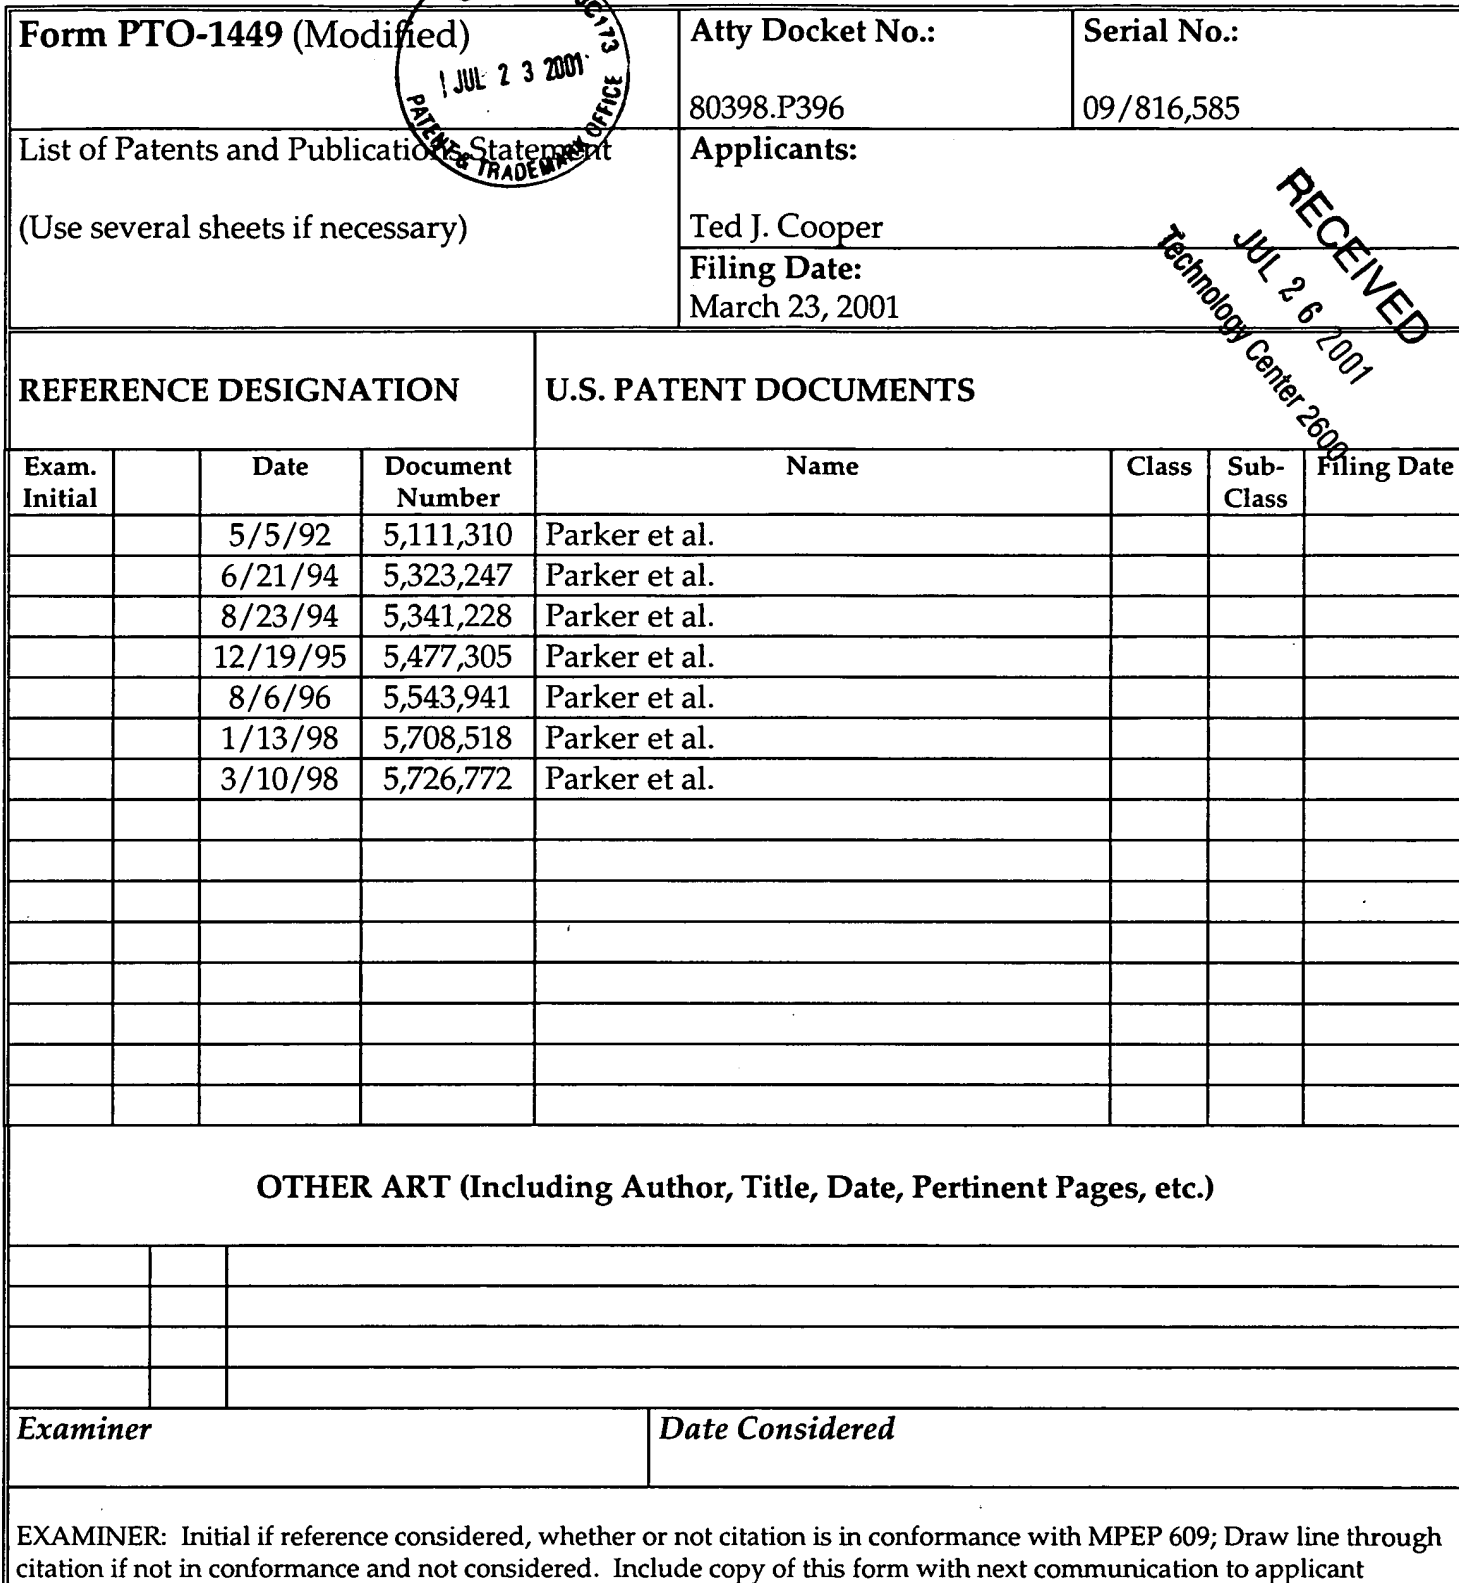 Form PTO-1449 (Modified)
Atty Docket No.:
Serial No.:
JC173
JUL 2 3 2001
PATENT & TRADEMARK OFFICE
80398.P396
09/816,585
List of Patents and Publications Statement
Applicants:
(Use several sheets if necessary)
Ted J. Cooper
Filing Date:
March 23, 2001
RECEIVED
JUL 2 6 2001
Technology Center 2600
REFERENCE DESIGNATION
U.S. PATENT DOCUMENTS
Exam. Initial
Date
Document Number
Name
Class
Sub-Class
Filing Date
5/5/92 5,111,310 Parker et al.
6/21/94 5,323,247 Parker et al.
8/23/94 5,341,228 Parker et al.
12/19/95 5,477,305 Parker et al.
8/6/96 5,543,941 Parker et al.
1/13/98 5,708,518 Parker et al.
3/10/98 5,726,772 Parker et al.
OTHER ART (Including Author, Title, Date, Pertinent Pages, etc.)
Examiner
Date Considered
EXAMINER: Initial if reference considered, whether or not citation is in conformance with MPEP 609; Draw line through
citation if not in conformance and not considered. Include copy of this form with next communication to applicant